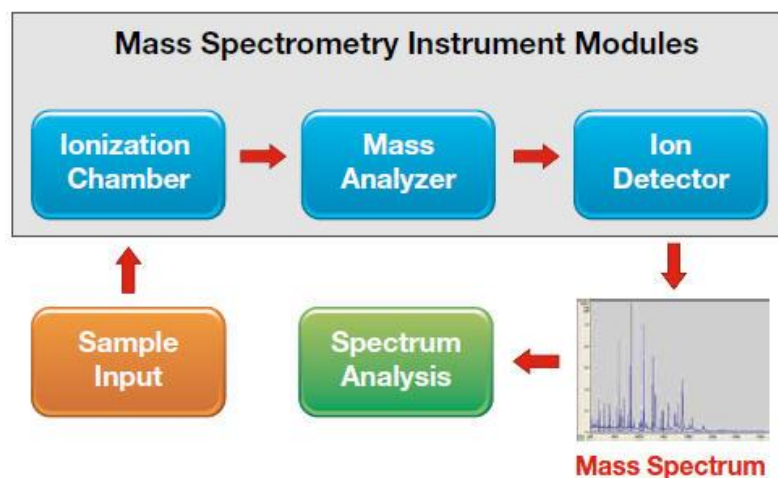 Mass Spectrometry Instrument Modules
Ionization
Chamber
Mass
Analyzer
Ion
Detector
Sample
Input
Spectrum
Analysis
Mass Spectrum